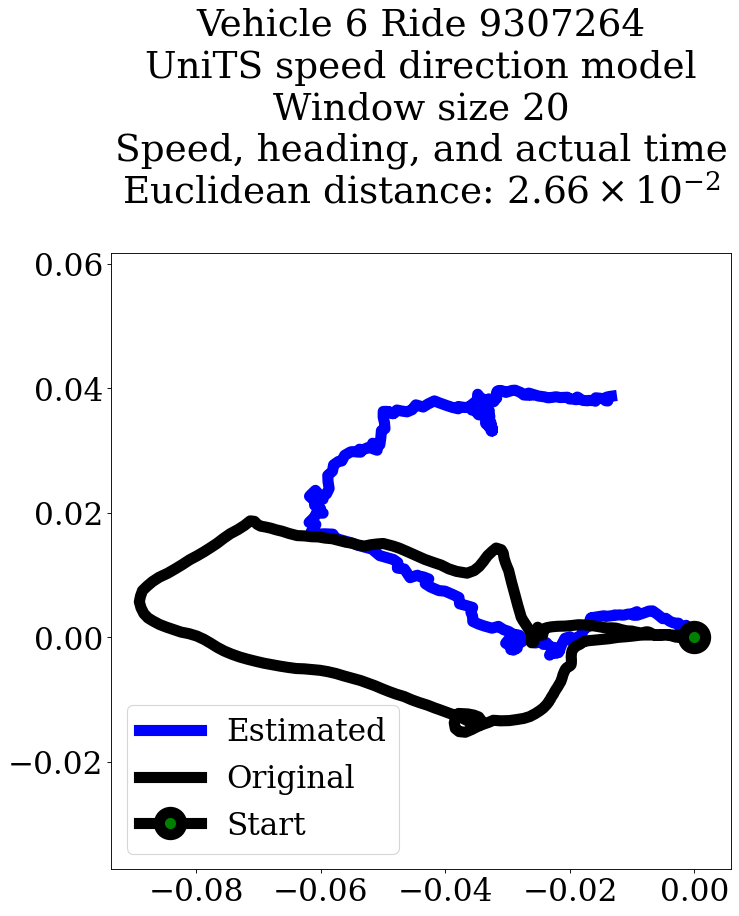 Vehicle 6 Ride 9307264
UniTS speed direction model
Window size 20
Speed, heading, and actual time
Euclidean distance: 2.66 × 10⁻²
0.06
0.04
0.02
0.00
−0.02
Estimated
Original
Start
−0.08 −0.06 −0.04 −0.02 0.00